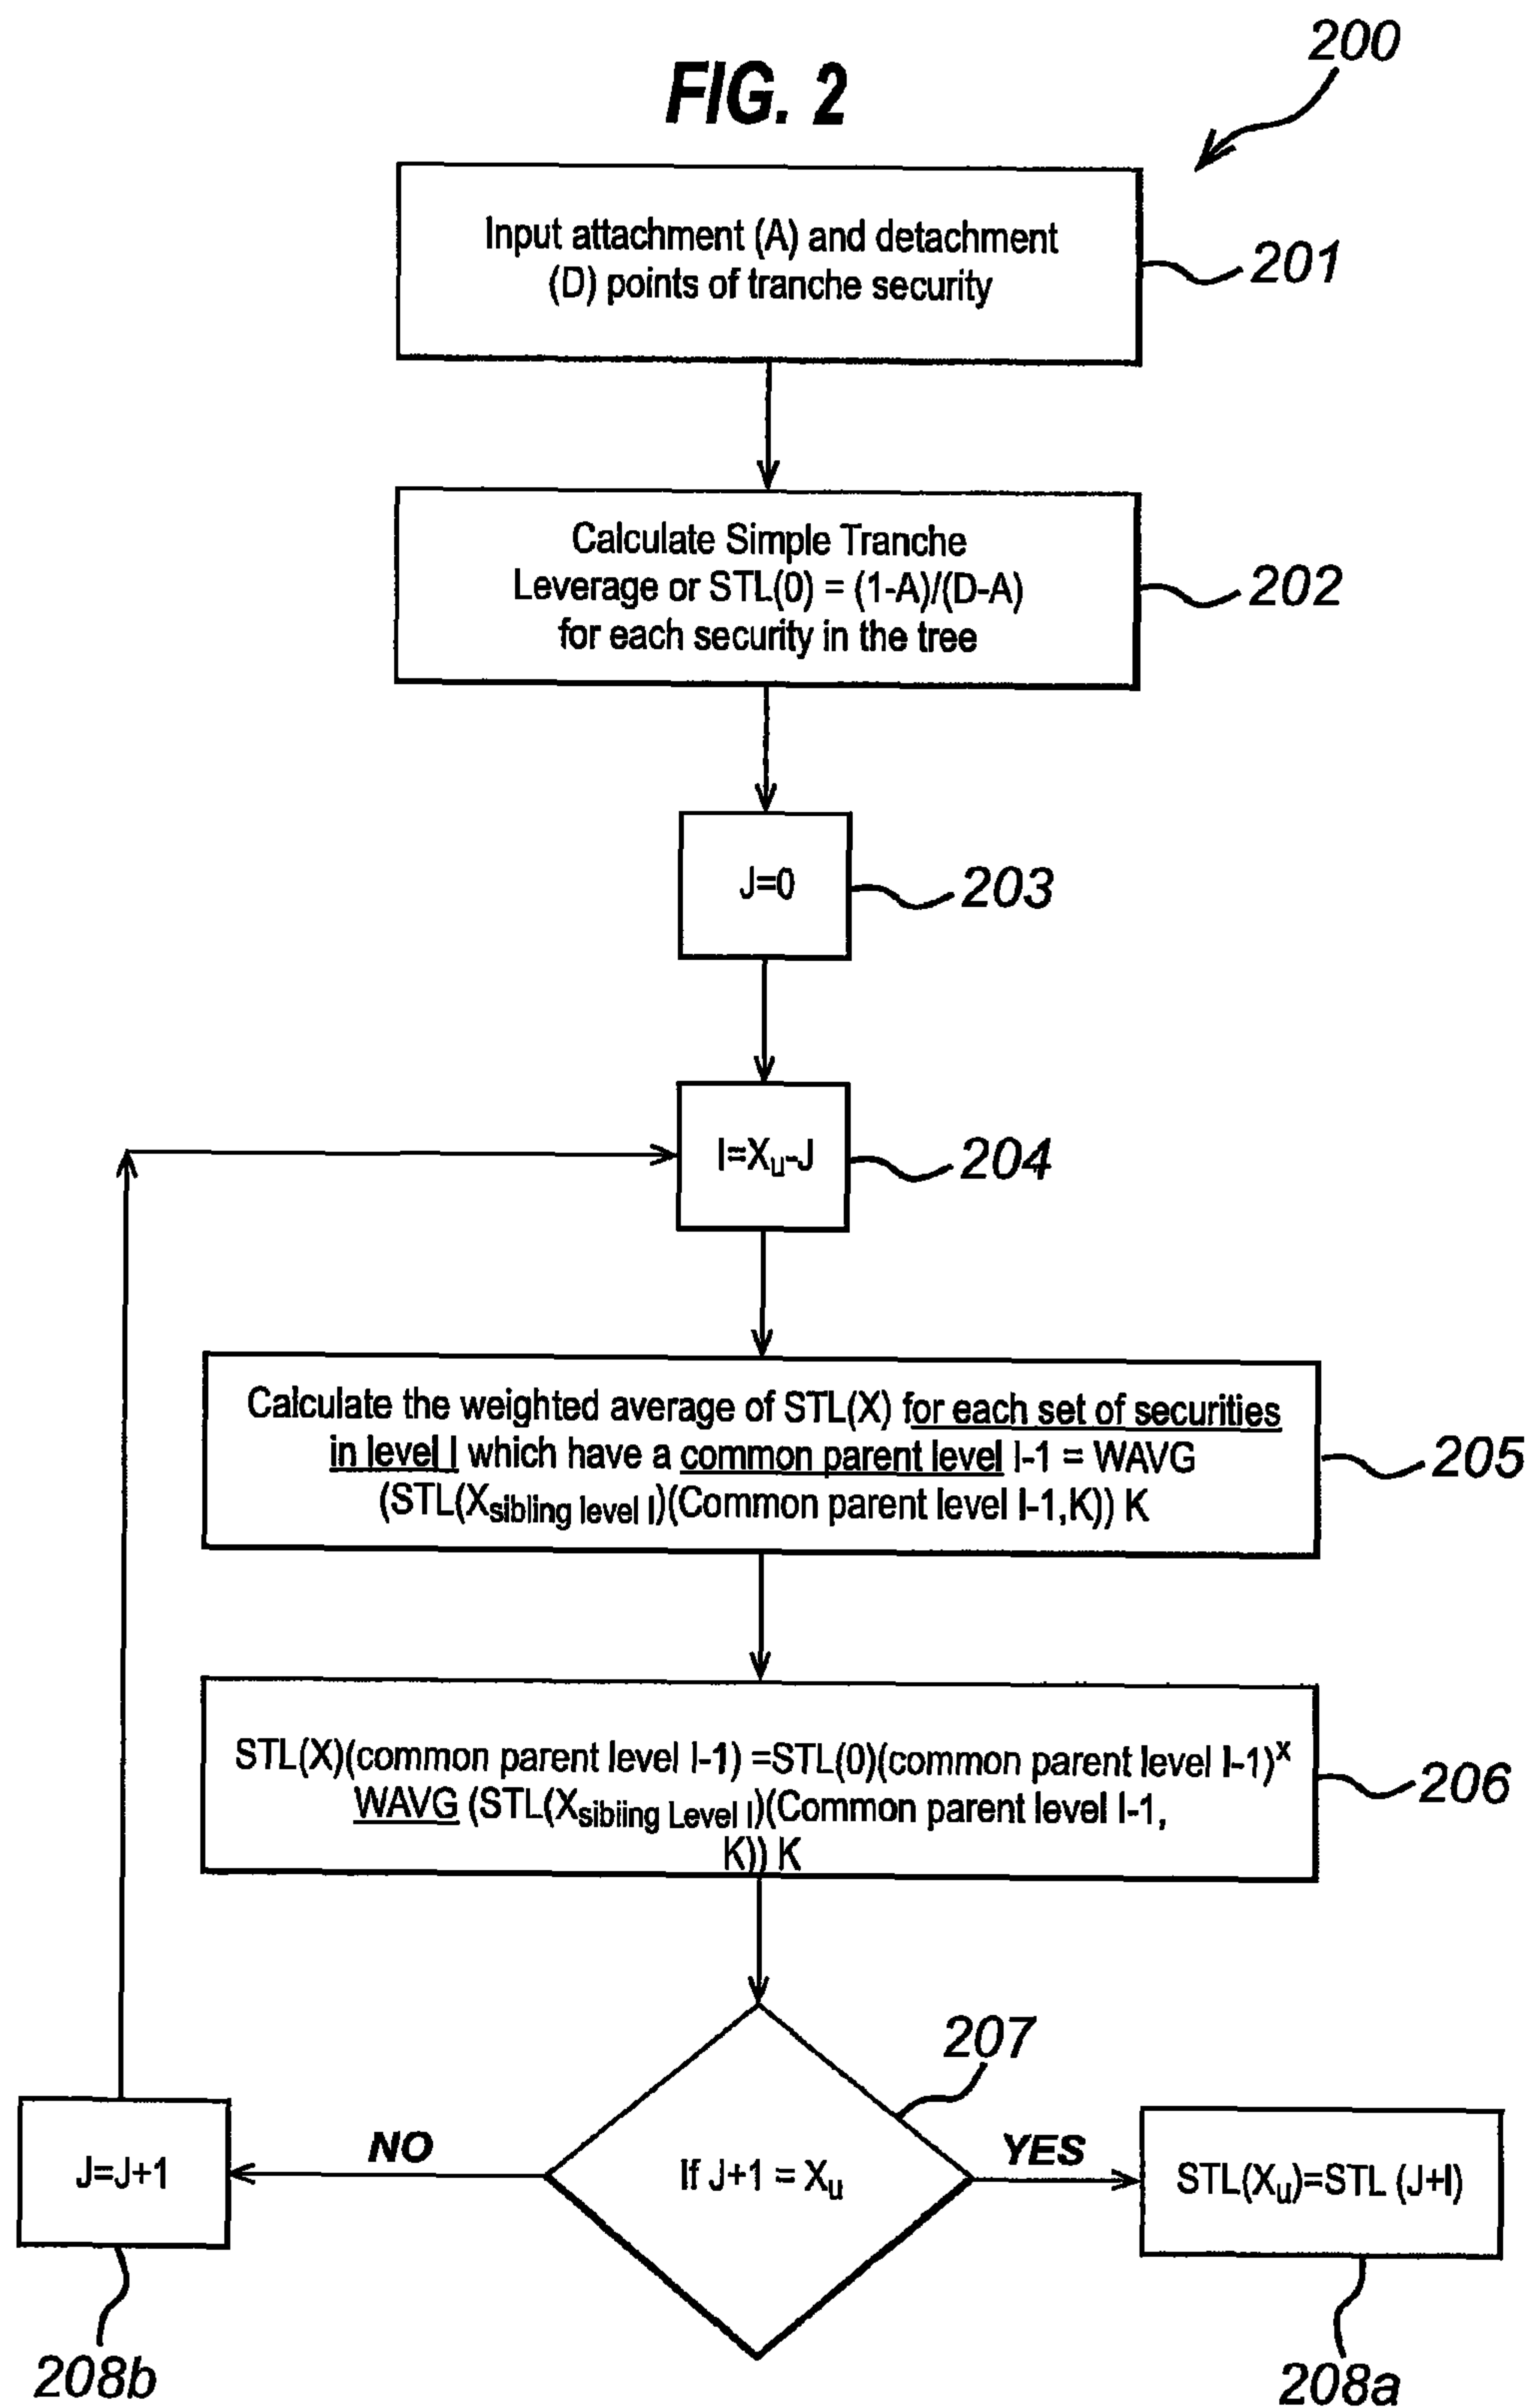 FIG. 2
200
Input attachment (A) and detachment
(D) points of tranche security
201
Calculate Simple Tranche
Leverage or STL(0) = (1-A)/(D-A)
for each security in the tree
202
J=0
203
I=Xu-J
204
Calculate the weighted average of STL(X) for each set of securities
in level I which have a common parent level I-1 = WAVG
(STL(Xsibling level I)(Common parent level I-1,K)) K
205
STL(X)(common parent level I-1) =STL(0)(common parent level I-1)x
WAVG (STL(Xsibiing Level I)(Common parent level I-1,
K)) K
206
207
If J+1 = Xu
NO
YES
J=J+1
208b
STL(Xu)=STL (J+I)
208a